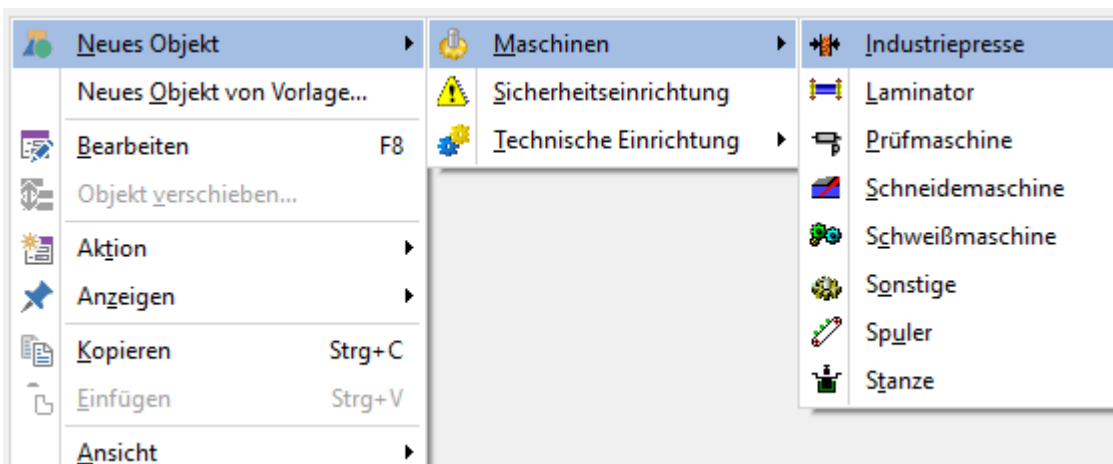 Neues Objekt
Neues Objekt von Vorlage...
Bearbeiten F8
Objekt verschieben...
Aktion
Anzeigen
Kopieren Strg+C
Einfügen Strg+V
Ansicht
Maschinen
Sicherheitseinrichtung
Technische Einrichtung
Industriepresse
Laminator
Prüfmaschine
Schneidemaschine
Schweißmaschine
Sonstige
Spuler
Stanze